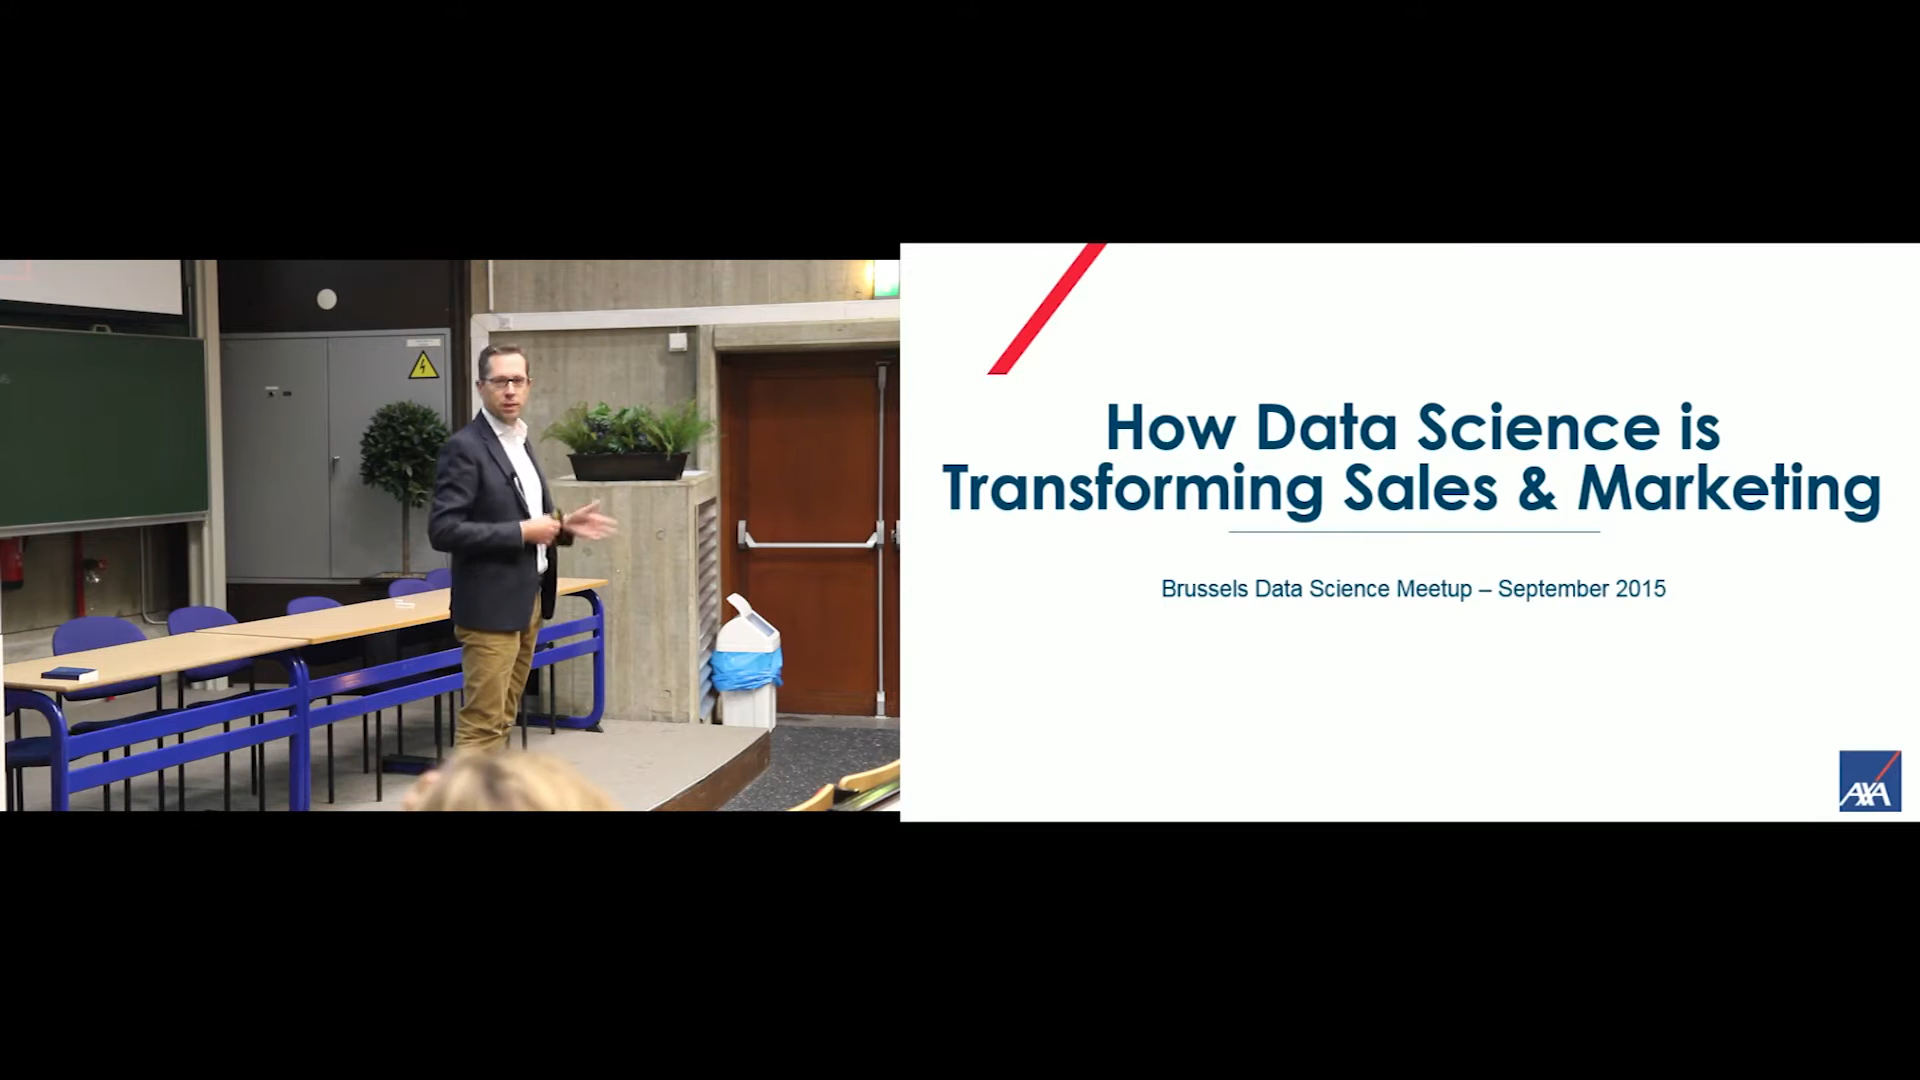 How Data Science is
Transforming Sales & Marketing
Brussels Data Science Meetup – September 2015
AXA